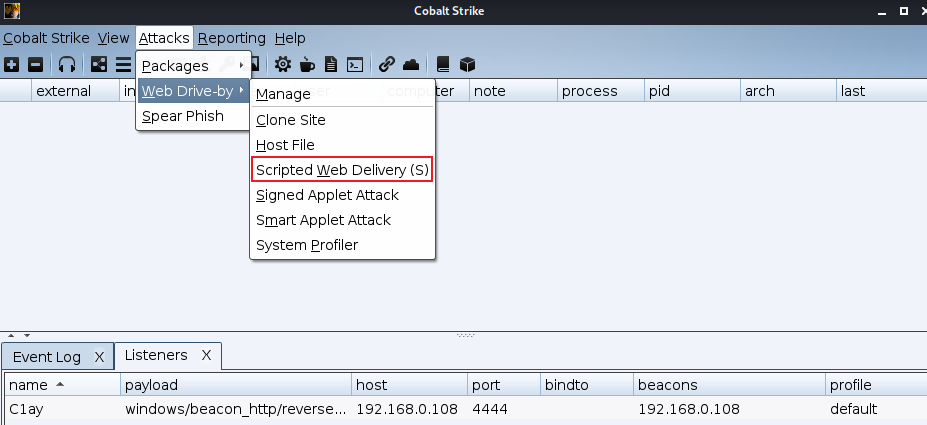 Cobalt Strike
Cobalt Strike View Attacks Reporting Help
Packages
Web Drive-by
Spear Phish
Manage
Clone Site
Host File
Scripted Web Delivery (S)
Signed Applet Attack
Smart Applet Attack
System Profiler
external in computer note process pid arch last
Event Log X Listeners X
name payload host port bindto beacons profile
C1ay windows/beacon_http/reverse... 192.168.0.108 4444 192.168.0.108 default